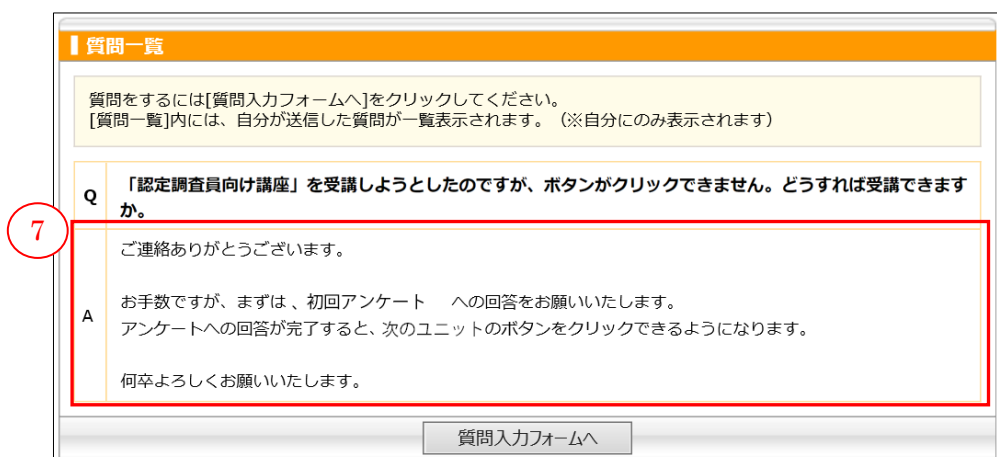 質問一覧
質問をするには[質問入力フォームへ]をクリックしてください。
[質問一覧]内には、自分が送信した質問が一覧表示されます。（※自分にのみ表示されます）
Q
「認定調査員向け講座」を受講しようとしたのですが、ボタンがクリックできません。どうすれば受講できます
か。
7
ご連絡ありがとうございます。
A
お手数ですが、まずは 、初回アンケート　への回答をお願いいたします。
アンケートへの回答が完了すると、次のユニットのボタンをクリックできるようになります。
何卒よろしくお願いいたします。
質問入力フォームへ